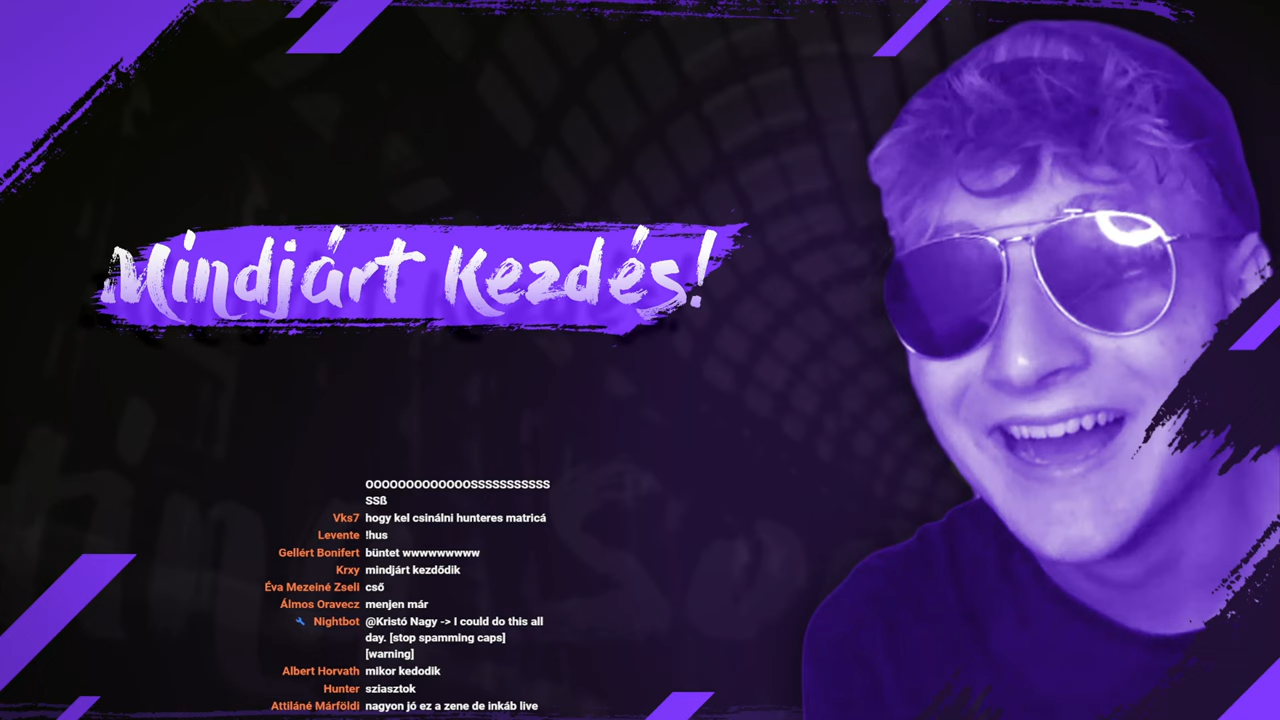 Mindjárt Kezdés!
OOOOOOOOOOOOOSSSSSSSSSSS
SSß
Vks7 hogy kel csinálni hunteres matricá
Levente !hus
Gellért Bonifert büntet wwwwwwwwww
Krxy mindjárt kezdődik
Éva Mezeiné Zseli cső
Álmos Oravecz menjen már
Nightbot @Kristó Nagy -> I could do this all
day. [stop spamming caps]
[warning]
Albert Horvath mikor kedodik
Hunter sziasztok
Attiláné Márföldi nagyon jó ez a zene de inkáb live